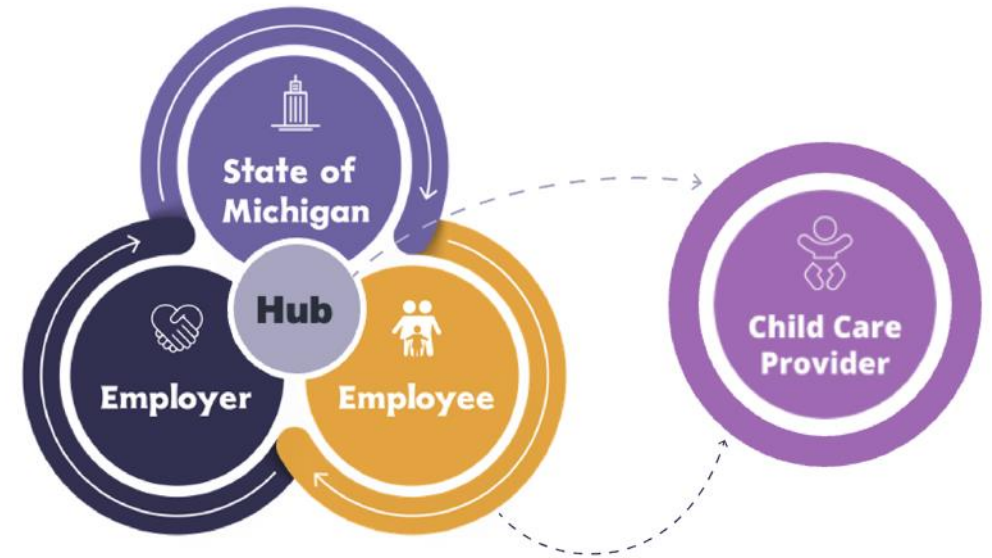 State of
Michigan
Hub
Employer
Employee
Child Care
Provider